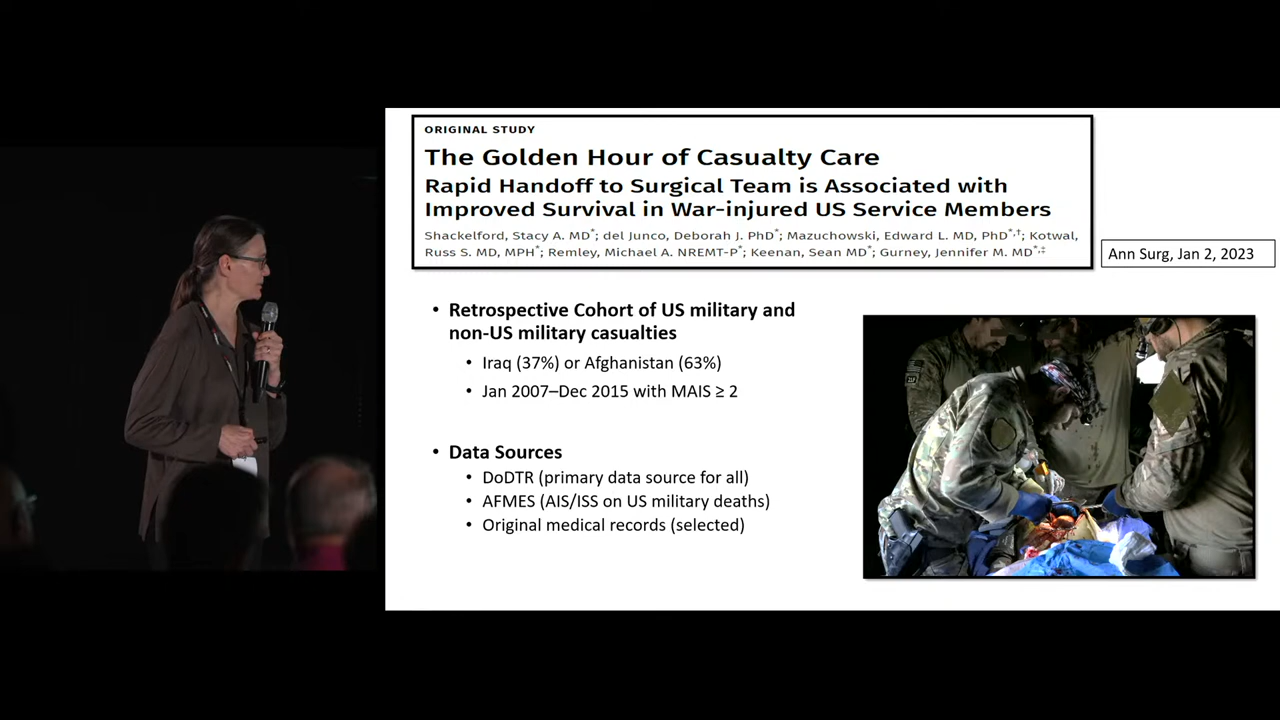 ORIGINAL STUDY
The Golden Hour of Casualty Care
Rapid Handoff to Surgical Team is Associated with
Improved Survival in War-injured US Service Members
Shackelford, Stacy A. MD*; del Junco, Deborah J. PhD*; Mazuchowski, Edward L. MD, PhD*,†; Kotwal,
Russ S. MD, MPH*; Remley, Michael A. NREMT-P*; Keenan, Sean MD*; Gurney, Jennifer M. MD*,‡
Ann Surg, Jan 2, 2023
• Retrospective Cohort of US military and
non-US military casualties
• Iraq (37%) or Afghanistan (63%)
• Jan 2007–Dec 2015 with MAIS ≥ 2
• Data Sources
• DoDTR (primary data source for all)
• AFMES (AIS/ISS on US military deaths)
• Original medical records (selected)